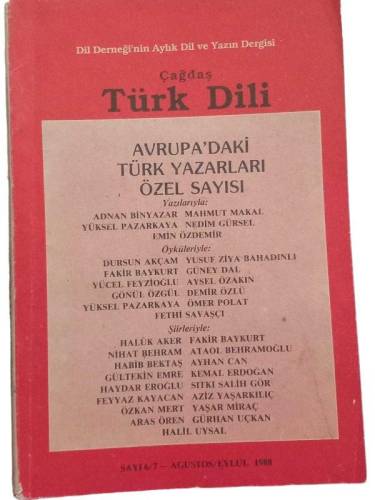 Dil Derneği'nin Aylık Dil ve Yazın Dergisi
Çağdaş
Türk Dili
AVRUPA'DAKİ
TÜRK YAZARLARI
ÖZEL SAYISI
Yazılarıyla:
ADNAN BİNYAZAR MAHMUT MAKAL
YÜKSEL PAZARKAYA NEDİM GÜRSEL
EMİN ÖZDEMİR
Öyküleriyle:
DURSUN AKÇAM YUSUF ZİYA BAHADINLI
FAKİR BAYKURT GÜNEY DAL
YÜCEL FEYZİOĞLU AYSEL ÖZAKIN
GÖNÜL ÖZGÜL DEMİR ÖZLÜ
YÜKSEL PAZARKAYA ÖMER POLAT
FETHİ SAVAŞÇI
Şiirleriyle:
HALÛK AKER FAKİR BAYKURT
NİHAT BEHRAM ATAOL BEHRAMOĞLU
HABİB BEKTAŞ AYHAN CAN
GÜLTEKİN EMRE KEMAL ERDOĞAN
HAYDAR EROĞLU SITKI SALİH GÖR
FEYYAZ KAYACAN AZİZ YAŞARKILIÇ
ÖZKAN MERT YAŞAR MİRAÇ
ARAS ÖREN GÜRHAN UÇKAN
HALİL UYSAL
SAYI 6/7 — AĞUSTOS/EYLÜL 1988